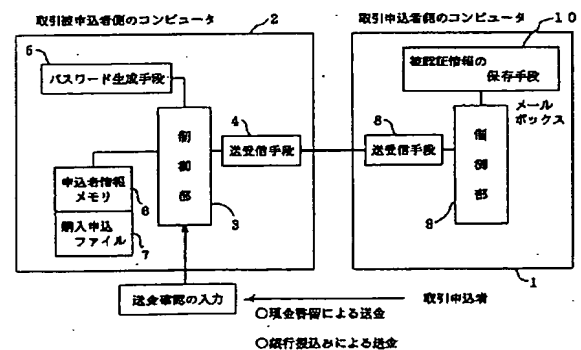 取引被申込者側のコンピュータ
2
取引申込者側のコンピュータ
10
5
パスワード生成手段
被認証情報の
保存手段
メール
ボックス
制
御
部
3
4
送受信手段
8
送受信手段
制
御
部
9
申込者情報
メモリ
6
購入申込
ファイル
7
1
送金確認の入力
取引申込者
○現金書留による送金
○銀行振込みによる送金